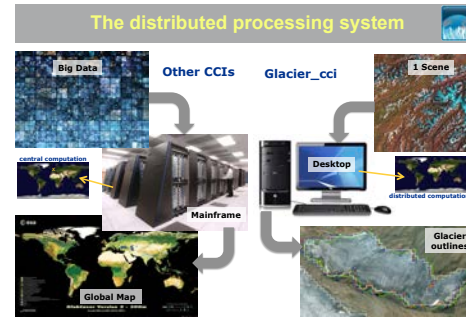 The distributed processing system
Big Data
Other CCIs
Glacier_cci
1 Scene
central computation
Desktop
distributed computation
Mainframe
Glacier
outlines
Global Map